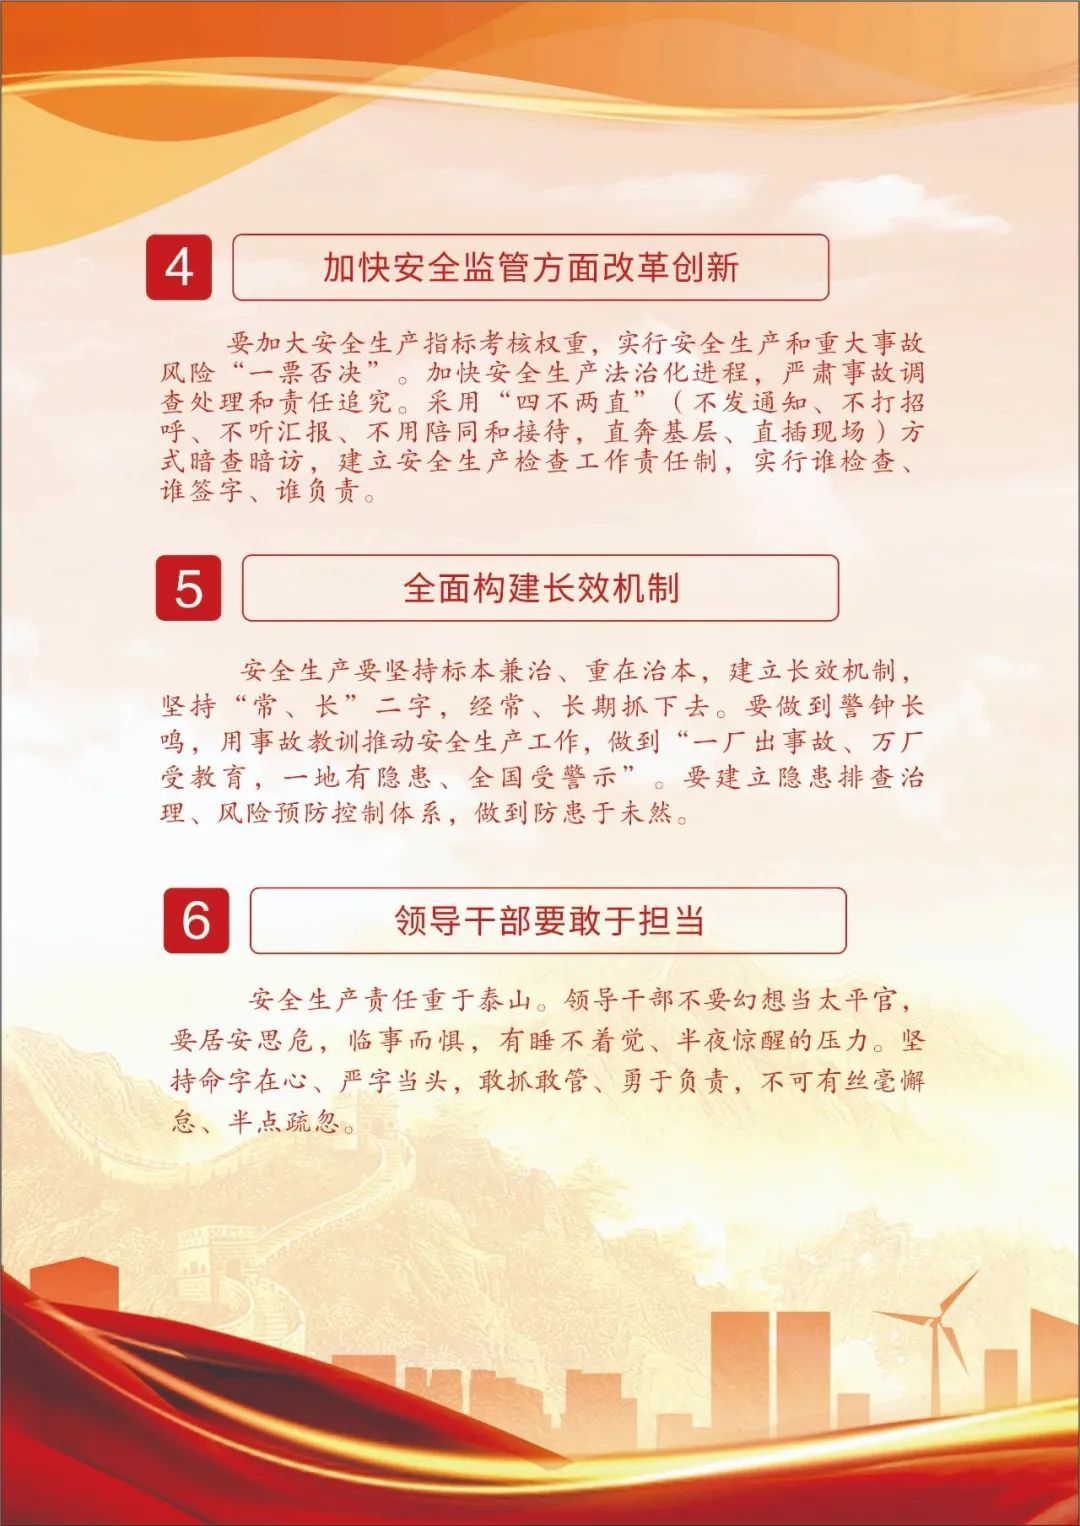 4
加快安全监管方面改革创新
要加大安全生产指标考核权重，实行安全生产和重大事故
风险“一票否决”。加快安全生产法治化进程，严肃事故调
查处理和责任追究。采用“四不两直”（不发通知、不打招
呼、不听汇报、不用陪同和接待，直奔基层、直插现场）方
式暗查暗访，建立安全生产检查工作责任制，实行谁检查、
谁签字、谁负责。
5
全面构建长效机制
安全生产要坚持标本兼治、重在治本，建立长效机制，
坚持“常、长”二字，经常、长期抓下去。要做到警钟长
鸣，用事故教训推动安全生产工作，做到“一厂出事故、万厂
受教育，一地有隐患、全国受警示”。要建立隐患排查治
理、风险预防控制体系，做到防患于未然。
6
领导干部要敢于担当
安全生产责任重于泰山。领导干部不要幻想当太平官，
要居安思危，临事而惧，有睡不着觉、半夜惊醒的压力。坚
持命字在心、严字当头，敢抓敢管、勇于负责，不可有丝毫懈
怠、半点疏忽。